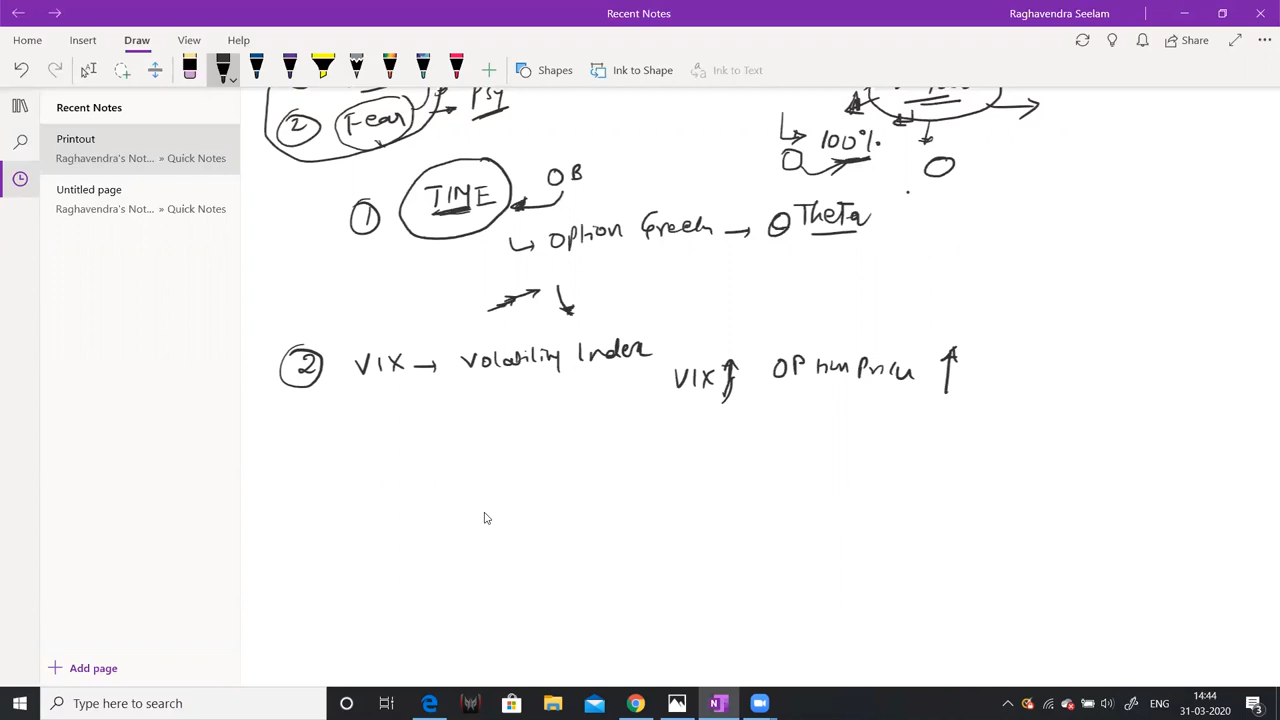 Recent Notes
Raghavendra Seelam
Home Insert Draw View Help
Share
Shapes Ink to Shape Ink to Text
Recent Notes
Printout
Raghavendra's Not... » Quick Notes
Untitled page
Raghavendra's Not... » Quick Notes
Psy
② Fear
100%.
① TIME
B
Option Greek → θ Theta
② VIX → Volatility Index
VIX ↑ Option Price ↑
Add page
Type here to search
ENG
14:44
31-03-2020
3